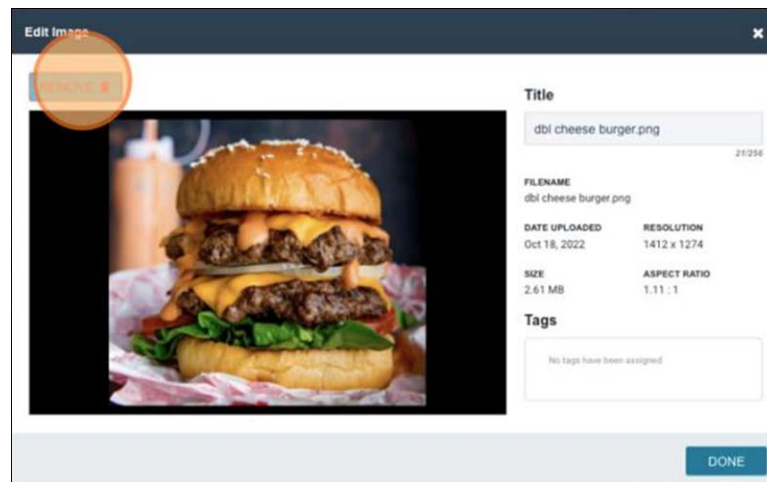 Edit Image
REMOVE
Title
dbl cheese burger.png
21/256
FILENAME
dbl cheese burger.png
DATE UPLOADED RESOLUTION
Oct 18, 2022 1412 x 1274
SIZE ASPECT RATIO
2.61 MB 1.11 : 1
Tags
No tags have been assigned
DONE